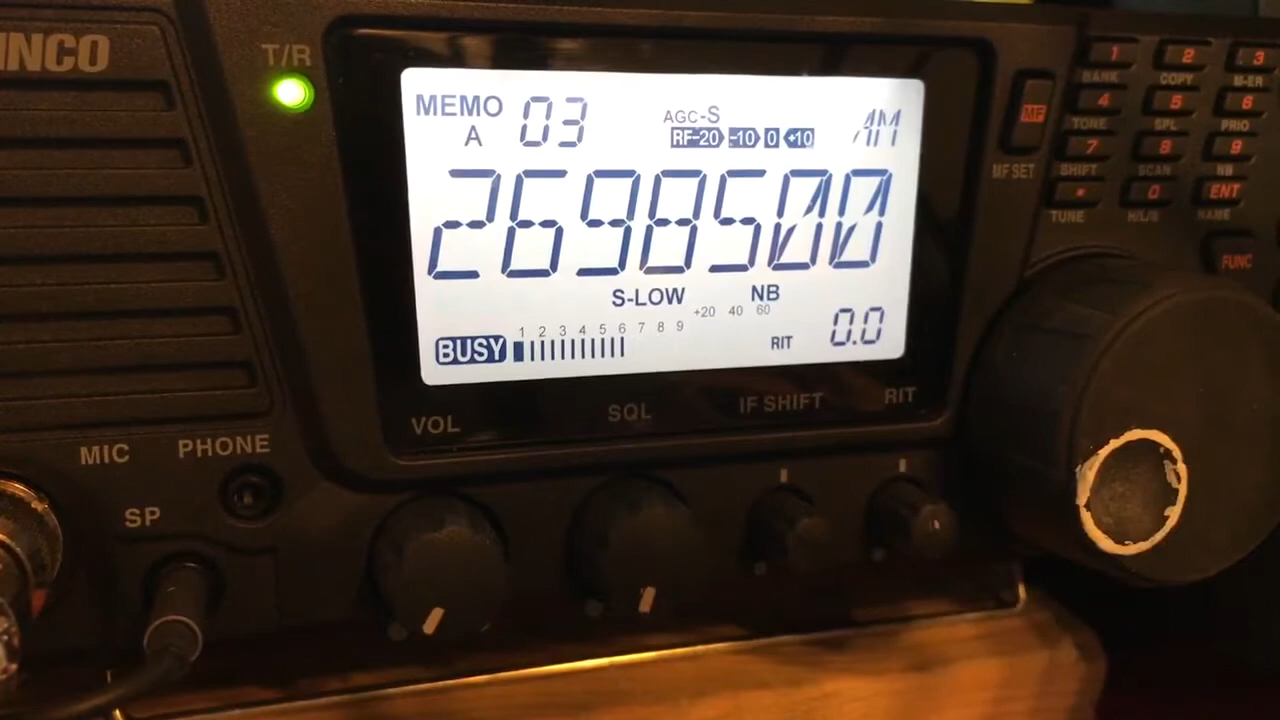 INCO
T/R
MEMO 03
A
AGC-S
RF-20 -10 0 +10
AM
2698500
S-LOW NB
1 2 3 4 5 6 7 8 9 +20 40 60
BUSY
RIT 0.0
VOL SQL IF SHIFT RIT
MIC PHONE
SP
MF
MF SET
1 2 3
BANK COPY M-ER
4 5 6
TONE SPL PRIO
7 8 9
SHIFT SCAN NB
* 0 ENT
TUNE H/L/S NAME
FUNC